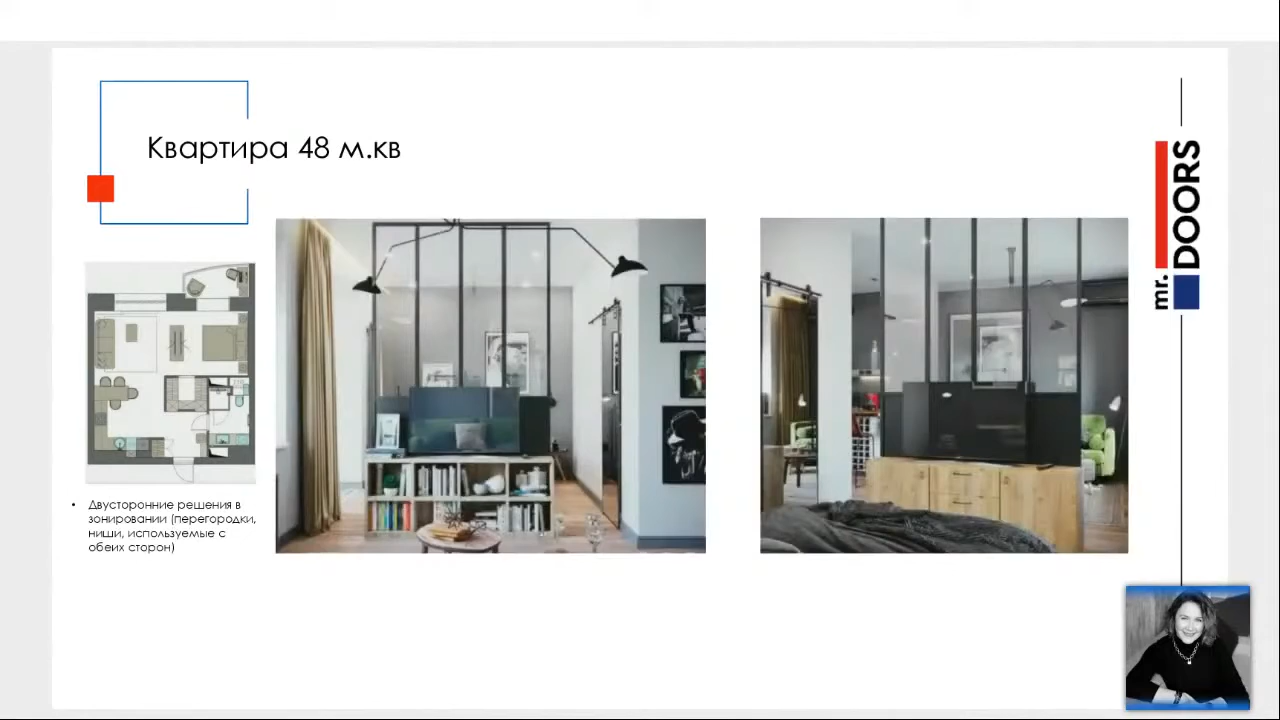 Квартира 48 м.кв
mr. DOORS
• Двусторонние решения в
зонировании (перегородки,
ниши, используемые с
обеих сторон)